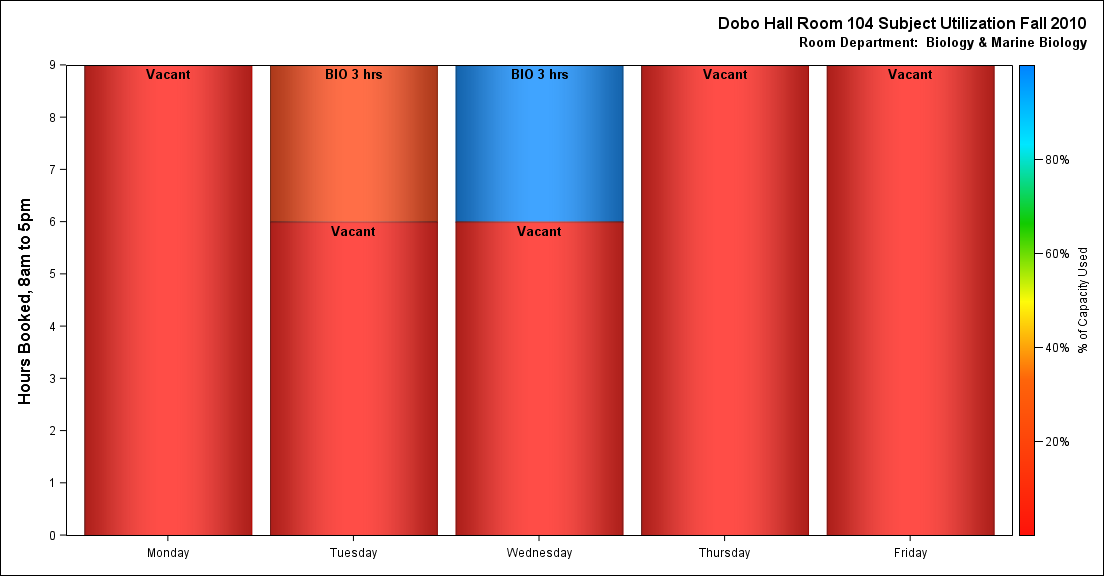 Dobo Hall Room 104 Subject Utilization Fall 2010
Room Department:  Biology & Marine Biology
Hours Booked, 8am to 5pm
9
8
7
6
5
4
3
2
1
0
Vacant
BIO 3 hrs
BIO 3 hrs
Vacant
Vacant
Vacant
Vacant
Monday
Tuesday
Wednesday
Thursday
Friday
80%
60%
40%
20%
% of Capacity Used